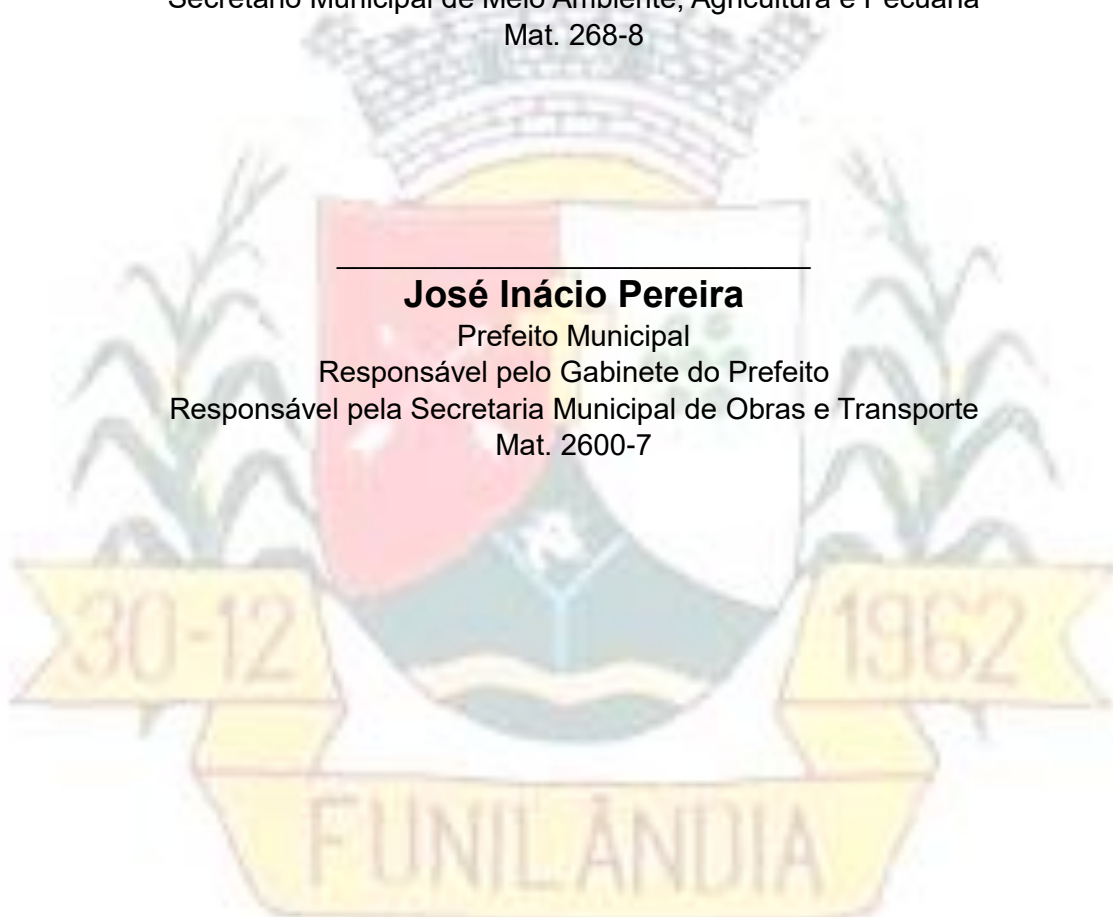 Secretário Municipal de Meio Ambiente, Agricultura e Pecuária
Mat. 268-8
José Inácio Pereira
Prefeito Municipal
Responsável pelo Gabinete do Prefeito
Responsável pela Secretaria Municipal de Obras e Transporte
Mat. 2600-7
30-12
1962
FUNILÂNDIA